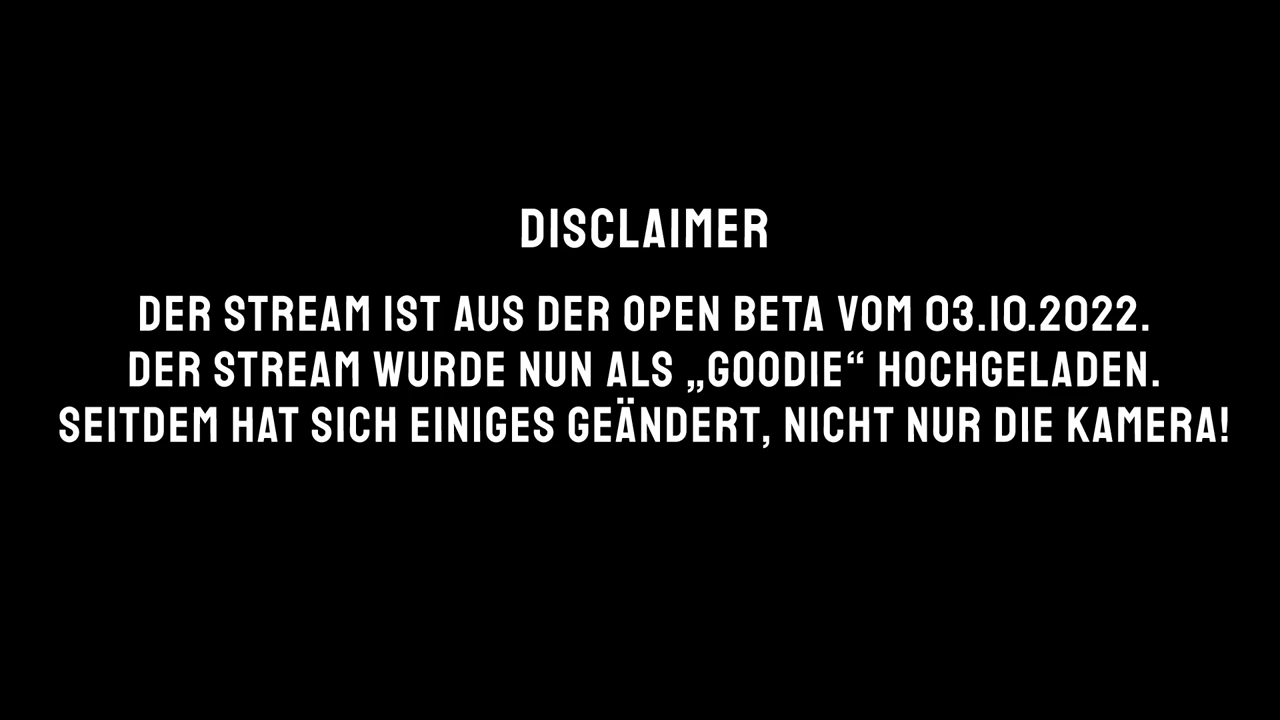 DISCLAIMER
DER STREAM IST AUS DER OPEN BETA VOM 03.10.2022.
DER STREAM WURDE NUN ALS „GOODIE“ HOCHGELADEN.
SEITDEM HAT SICH EINIGES GEÄNDERT, NICHT NUR DIE KAMERA!